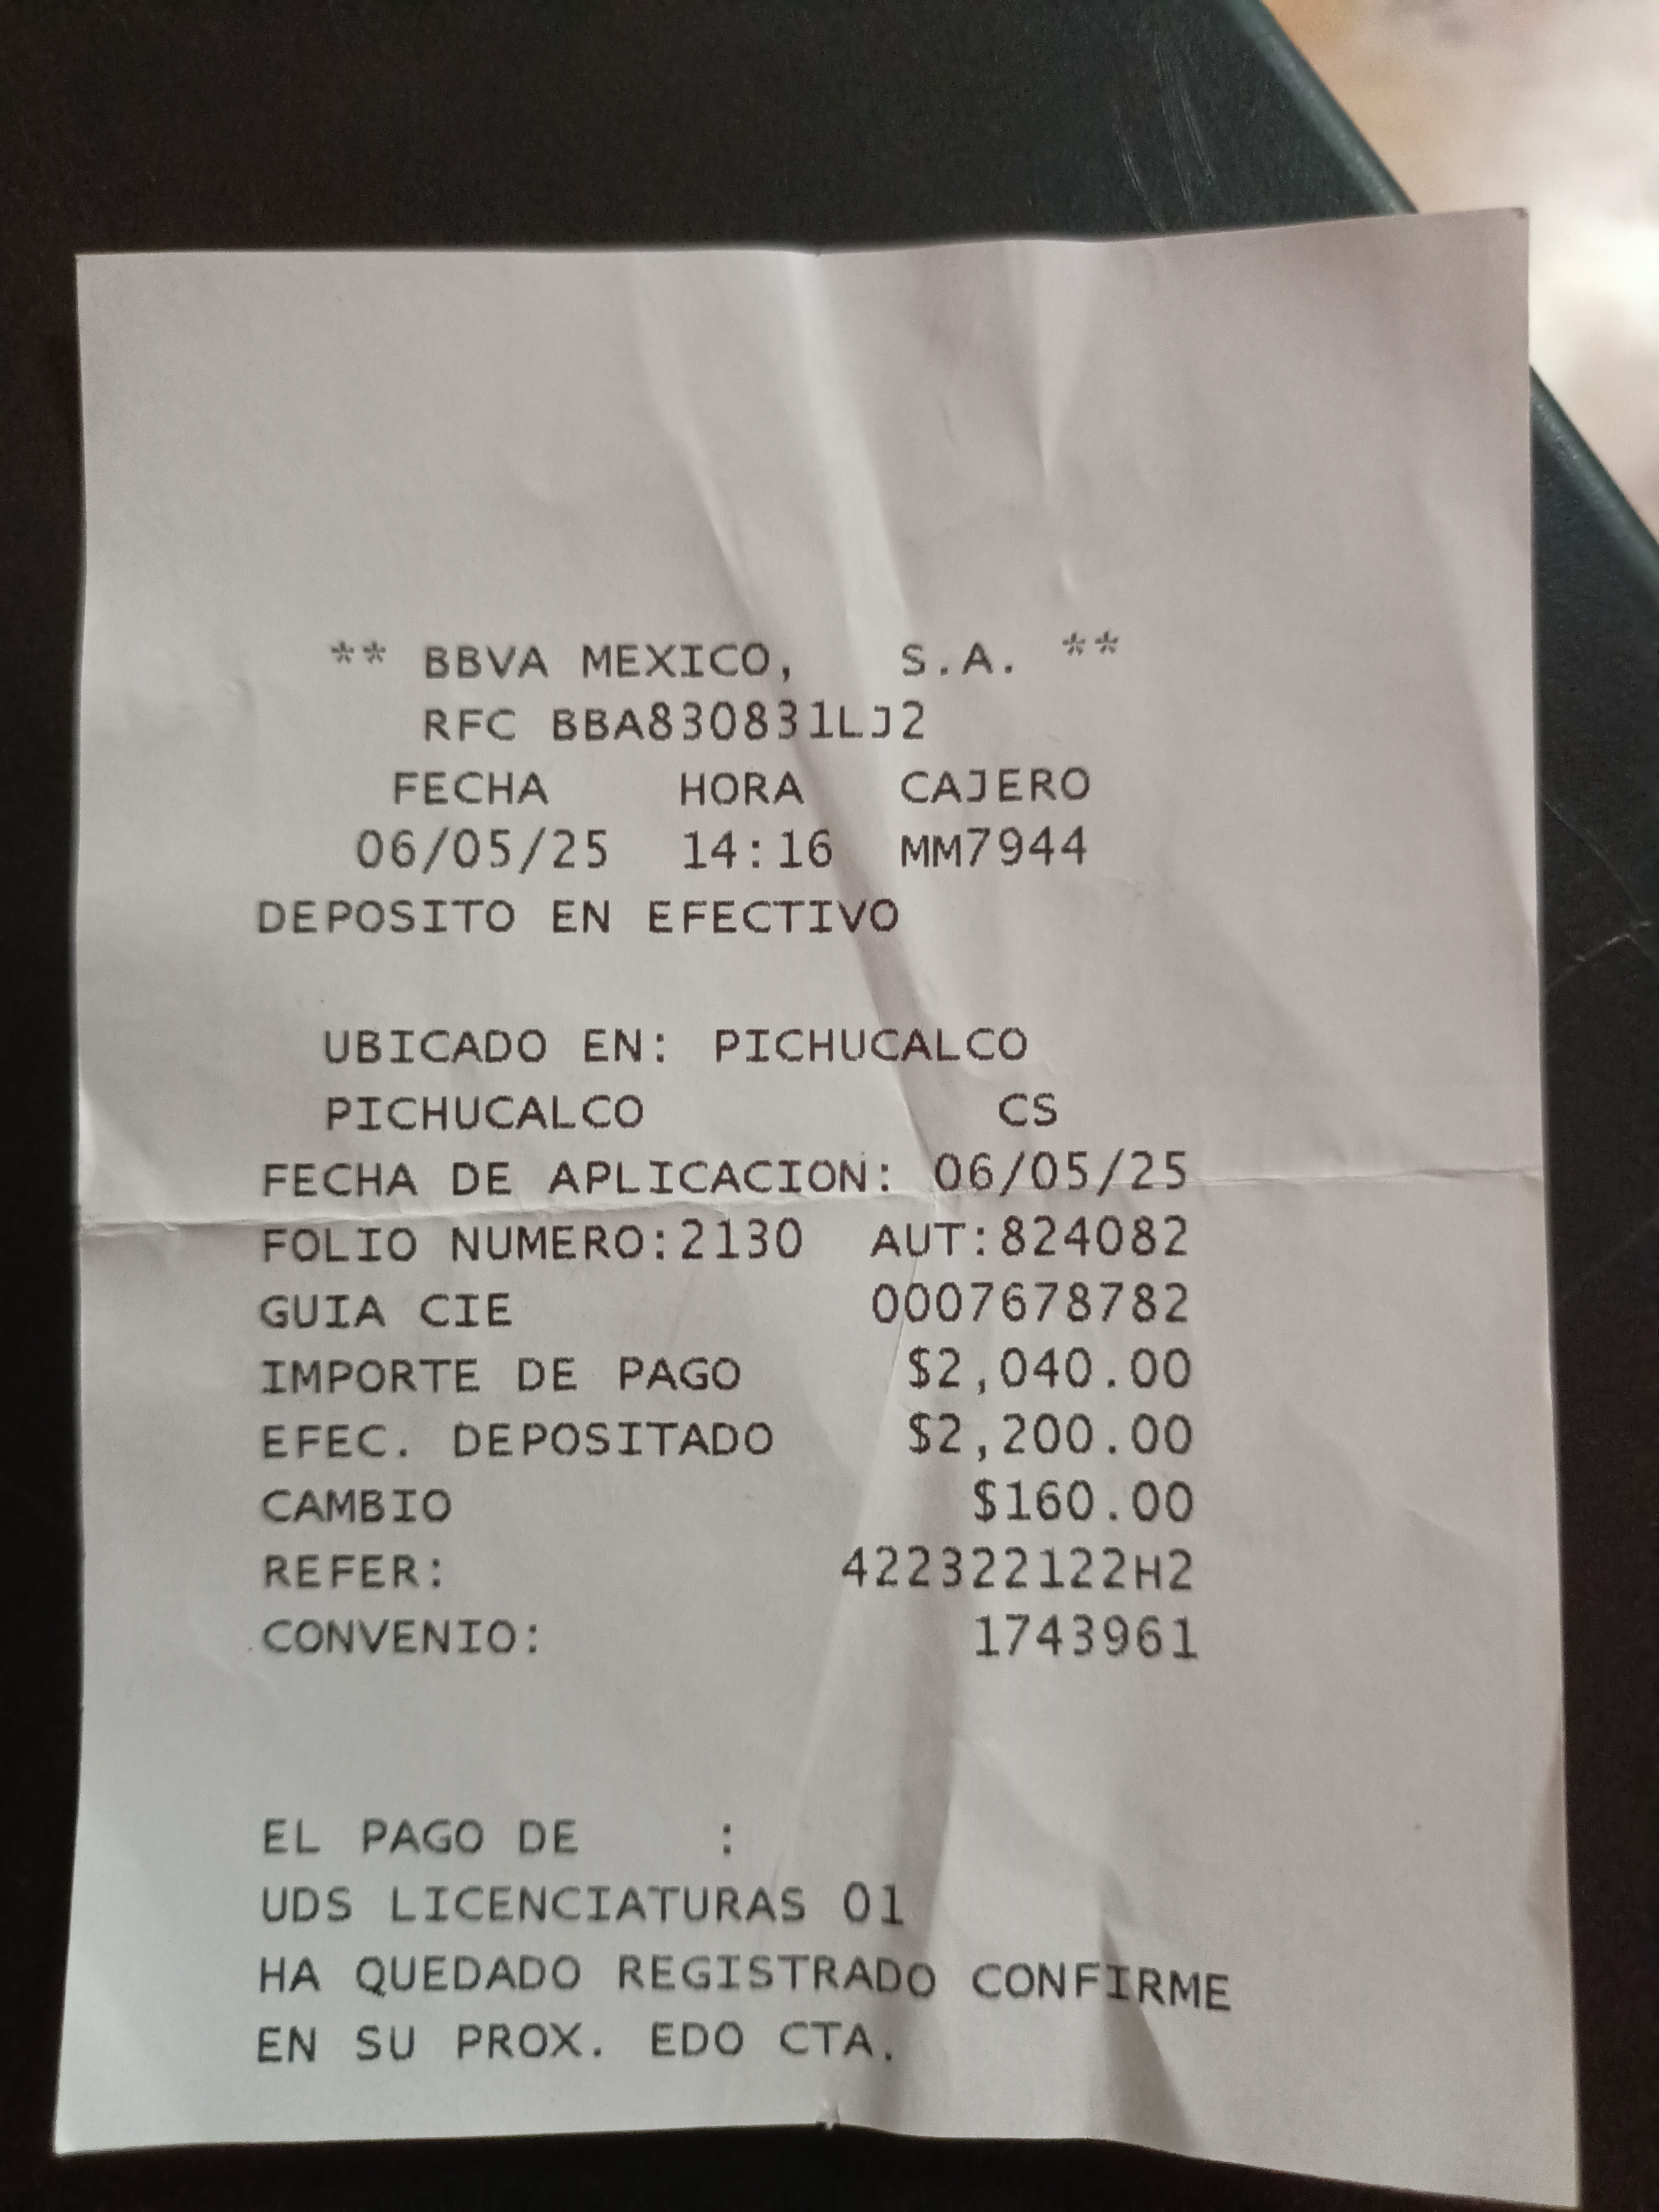 ** BBVA MEXICO, S.A. **
RFC BBA830831LJ2
FECHA HORA CAJERO
06/05/25 14:16 MM7944
DEPOSITO EN EFECTIVO
UBICADO EN: PICHUCALCO
PICHUCALCO CS
FECHA DE APLICACION: 06/05/25
FOLIO NUMERO:2130 AUT:824082
GUIA CIE 0007678782
IMPORTE DE PAGO $2,040.00
EFEC. DEPOSITADO $2,200.00
CAMBIO $160.00
REFER: 422322122H2
CONVENIO: 1743961
EL PAGO DE :
UDS LICENCIATURAS 01
HA QUEDADO REGISTRADO CONFIRME
EN SU PROX. EDO CTA.